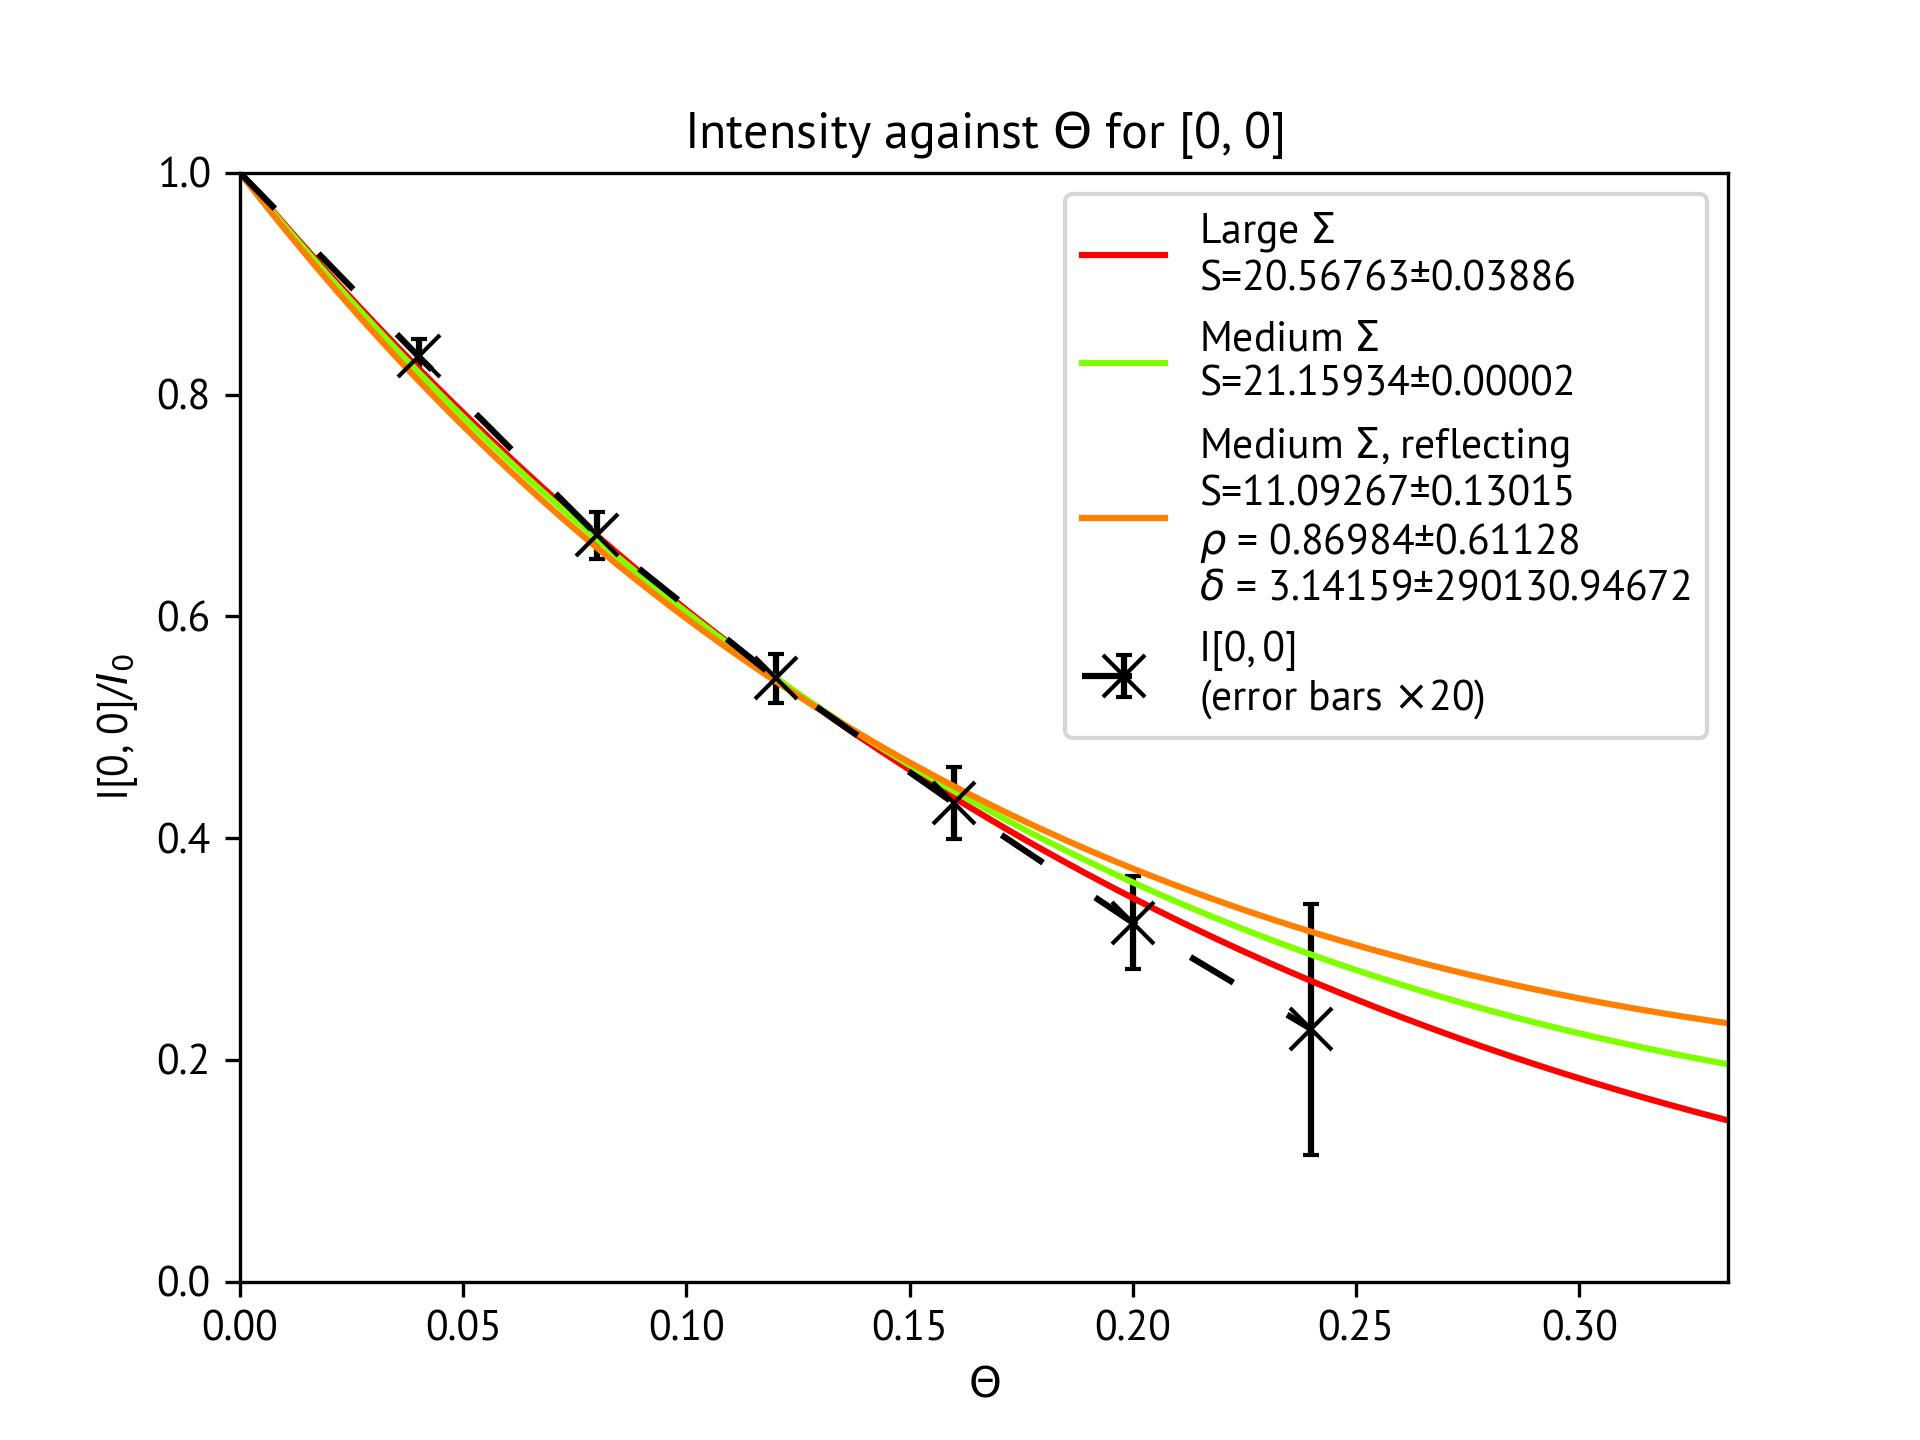 Intensity against Θ for [0, 0]
I[0, 0]/I₀
1.0
0.8
0.6
0.4
0.2
0.0
Large Σ
S=20.56763±0.03886
Medium Σ
S=21.15934±0.00002
Medium Σ, reflecting
S=11.09267±0.13015
ρ = 0.86984±0.61128
δ = 3.14159±290130.94672
I[0, 0]
(error bars ×20)
0.00 0.05 0.10 0.15 0.20 0.25 0.30
Θ